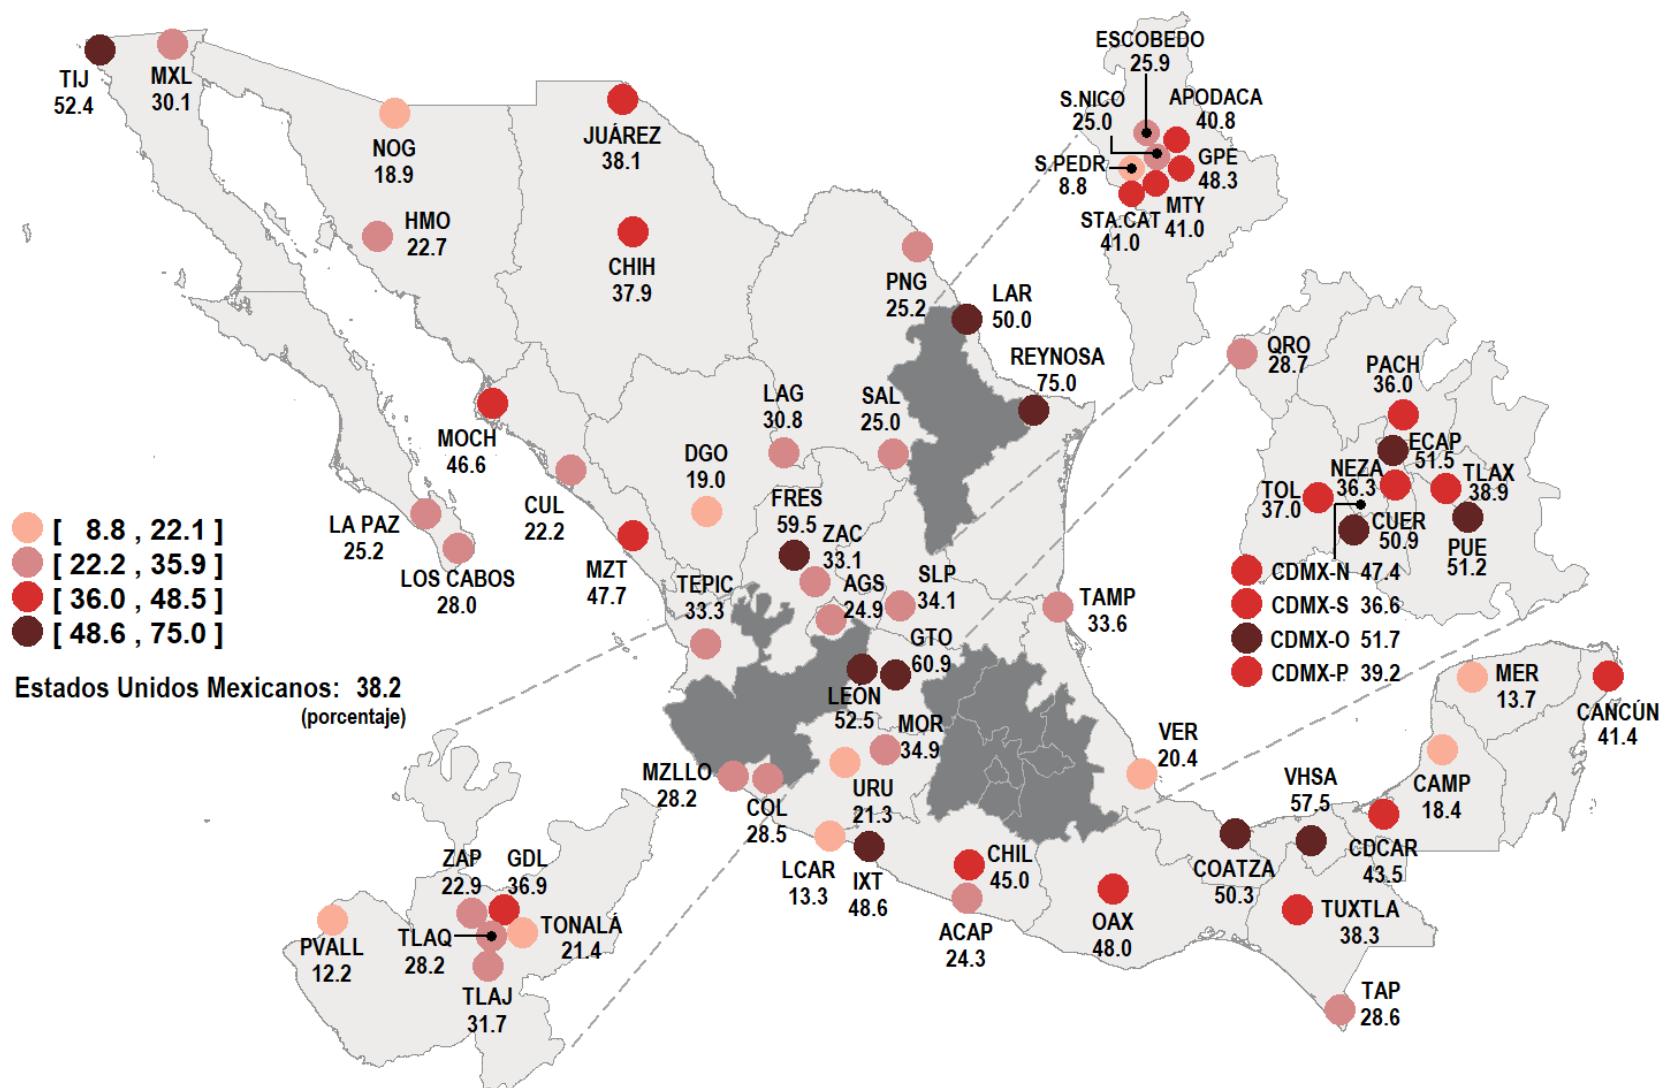 TIJ
52.4
MXL
30.1
NOG
18.9
HMO
22.7
JUÁREZ
38.1
CHIH
37.9
PNG
25.2
LAR
50.0
REYNOSA
75.0
ESCOBEDO
25.9
S.NICO
25.0
APODACA
40.8
S.PEDR
8.8
GPE
48.3
STA.CAT
41.0
MTY
41.0
MOCH
46.6
CUL
22.2
LA PAZ
25.2
LOS CABOS
28.0
MZT
47.7
DGO
19.0
LAG
30.8
SAL
25.0
FRES
59.5
ZAC
33.1
AGS
24.9
SLP
34.1
TEPIC
33.3
GTO
60.9
LEÓN
52.5
MOR
34.9
URU
21.3
TAMP
33.6
VER
20.4
MZLLO
28.2
COL
28.5
LCAR
13.3
IXT
48.6
CHIL
45.0
ACAP
24.3
OAX
48.0
COATZA
50.3
VHSA
57.5
CDCAR
43.5
TUXTLA
38.3
TAP
28.6
CAMP
18.4
MER
13.7
CANCÚN
41.4
QRO
28.7
PACH
36.0
ECAP
51.5
NEZA
36.3
TLAX
38.9
TOL
37.0
CUER
50.9
PUE
51.2
CDMX-N 47.4
CDMX-S 36.6
CDMX-O 51.7
CDMX-P 39.2
ZAP
22.9
GDL
36.9
TONALÁ
21.4
TLAQ
28.2
TLAJ
31.7
PVALL
12.2
[ 8.8 , 22.1 ]
[ 22.2 , 35.9 ]
[ 36.0 , 48.5 ]
[ 48.6 , 75.0 ]
Estados Unidos Mexicanos: 38.2
(porcentaje)